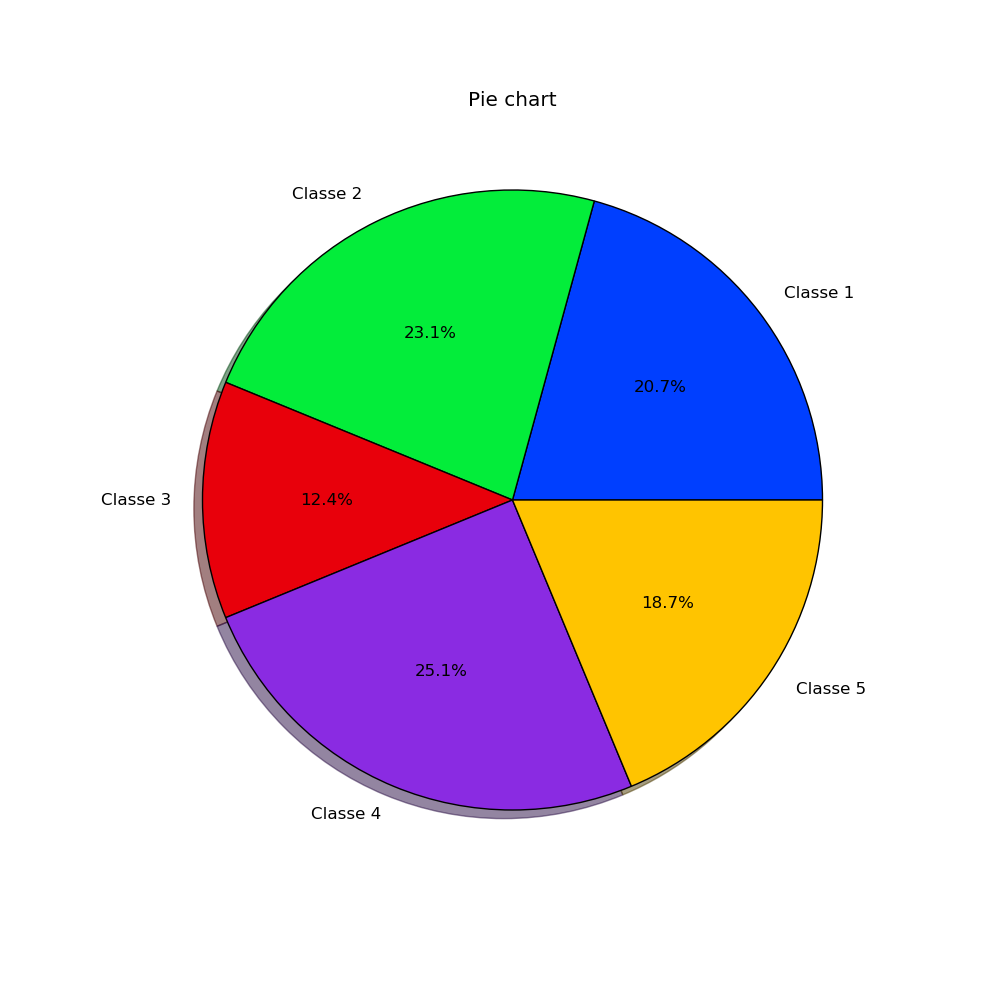 Pie chart
Classe 2
Classe 1
23.1%
20.7%
Classe 3
12.4%
18.7%
25.1%
Classe 5
Classe 4